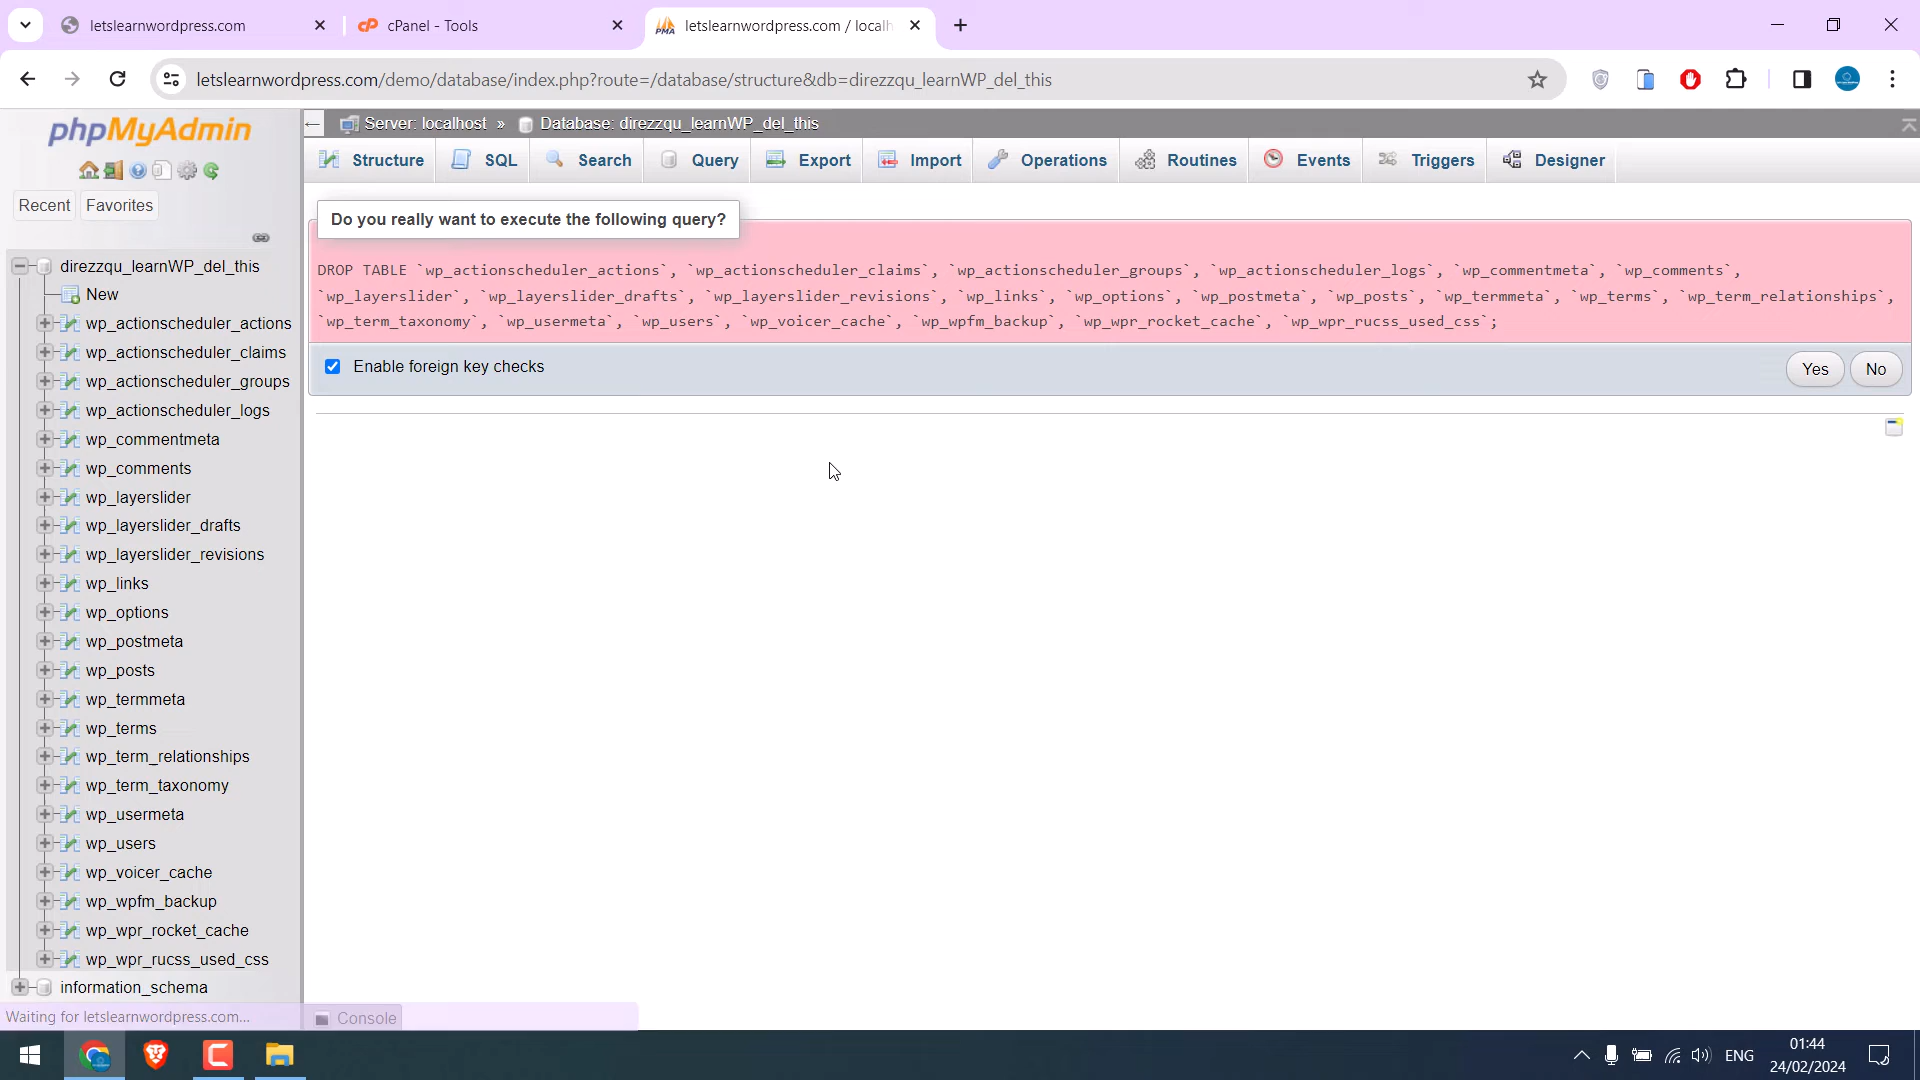 letslearnwordpress.com
cPanel - Tools
letslearnwordpress.com / localh
letslearnwordpress.com/demo/database/index.php?route=/database/structure&db=direzzqu_learnWP_del_this
phpMyAdmin
Recent
Favorites
direzzqu_learnWP_del_this
New
wp_actionscheduler_actions
wp_actionscheduler_claims
wp_actionscheduler_groups
wp_actionscheduler_logs
wp_commentmeta
wp_comments
wp_layerslider
wp_layerslider_drafts
wp_layerslider_revisions
wp_links
wp_options
wp_postmeta
wp_posts
wp_termmeta
wp_terms
wp_term_relationships
wp_term_taxonomy
wp_usermeta
wp_users
wp_voicer_cache
wp_wpfm_backup
wp_wpr_rocket_cache
wp_wpr_rucss_used_css
information_schema
Waiting for letslearnwordpress.com...
Server: localhost » Database: direzzqu_learnWP_del_this
Structure SQL Search Query Export Import Operations Routines Events Triggers Designer
Do you really want to execute the following query?
DROP TABLE `wp_actionscheduler_actions`, `wp_actionscheduler_claims`, `wp_actionscheduler_groups`, `wp_actionscheduler_logs`, `wp_commentmeta`, `wp_comments`,
`wp_layerslider`, `wp_layerslider_drafts`, `wp_layerslider_revisions`, `wp_links`, `wp_options`, `wp_postmeta`, `wp_posts`, `wp_termmeta`, `wp_terms`, `wp_term_relationships`,
`wp_term_taxonomy`, `wp_usermeta`, `wp_users`, `wp_voicer_cache`, `wp_wpfm_backup`, `wp_wpr_rocket_cache`, `wp_wpr_rucss_used_css`;
Enable foreign key checks
Yes
No
Console
ENG
01:44
24/02/2024